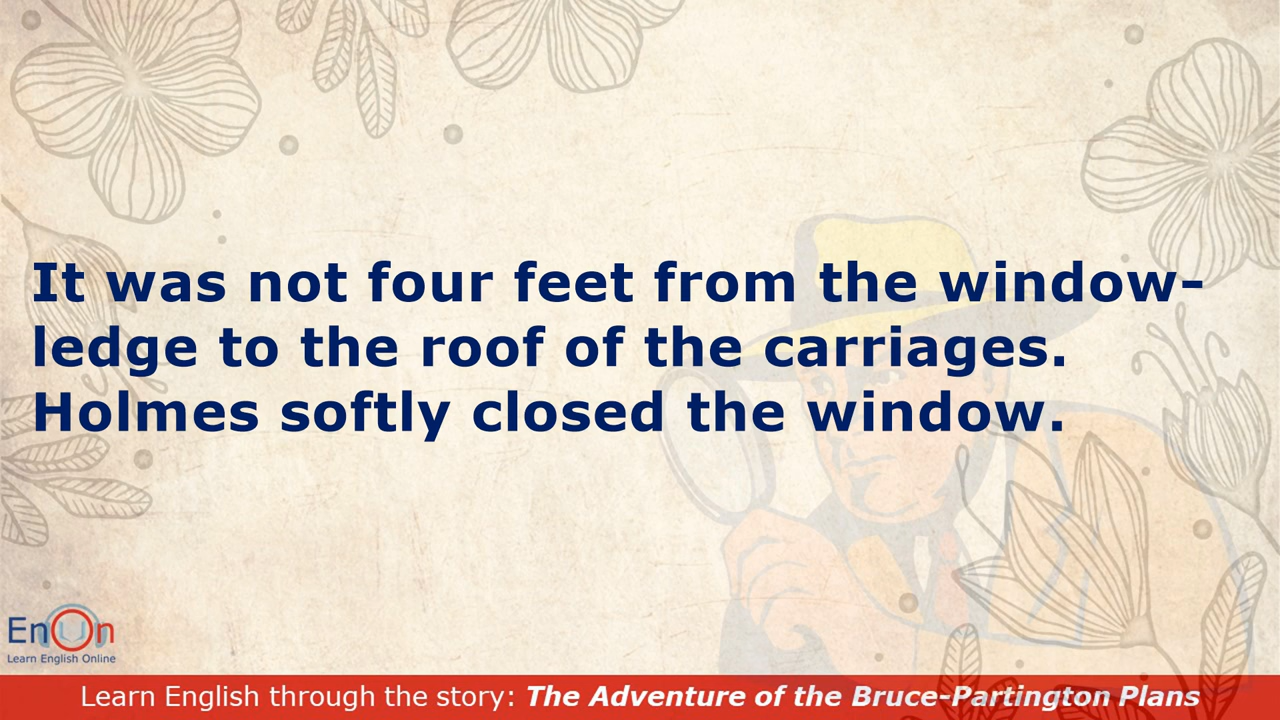 It was not four feet from the window-
ledge to the roof of the carriages.
Holmes softly closed the window.
EnOn
Learn English Online
Learn English through the story: The Adventure of the Bruce-Partington Plans